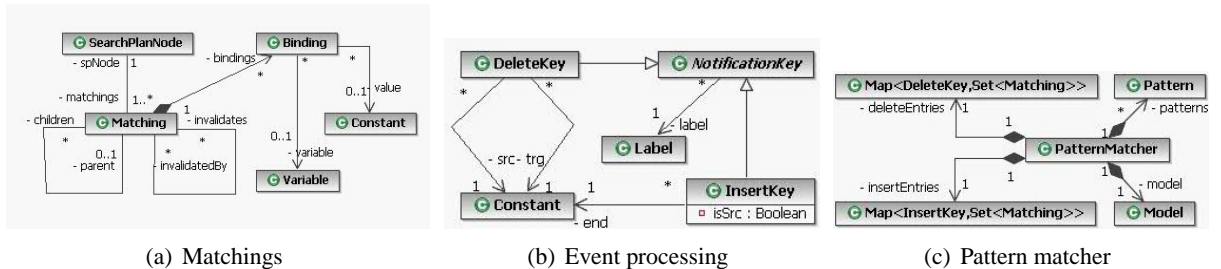 SearchPlanNode
Binding
- spNode
1
- bindings
*
*
*
- matchings
1..*
1
0..1
- value
- children
Matching
- invalidates
Constant
*
*
0..1
- parent
*
- invalidatedBy
0..1
- variable
Variable
(a) Matchings
DeleteKey
NotificationKey
*
*
*
1
- label
Label
- src
- trg
1
1
1
*
Constant
- end
InsertKey
isSrc : Boolean
(b) Event processing
Map<DeleteKey,Set<Matching>>
Pattern
- deleteEntries
1
1
*
- patterns
1
PatternMatcher
- insertEntries
1
1
1
1
- model
Map<InsertKey,Set<Matching>>
Model
(c) Pattern matcher